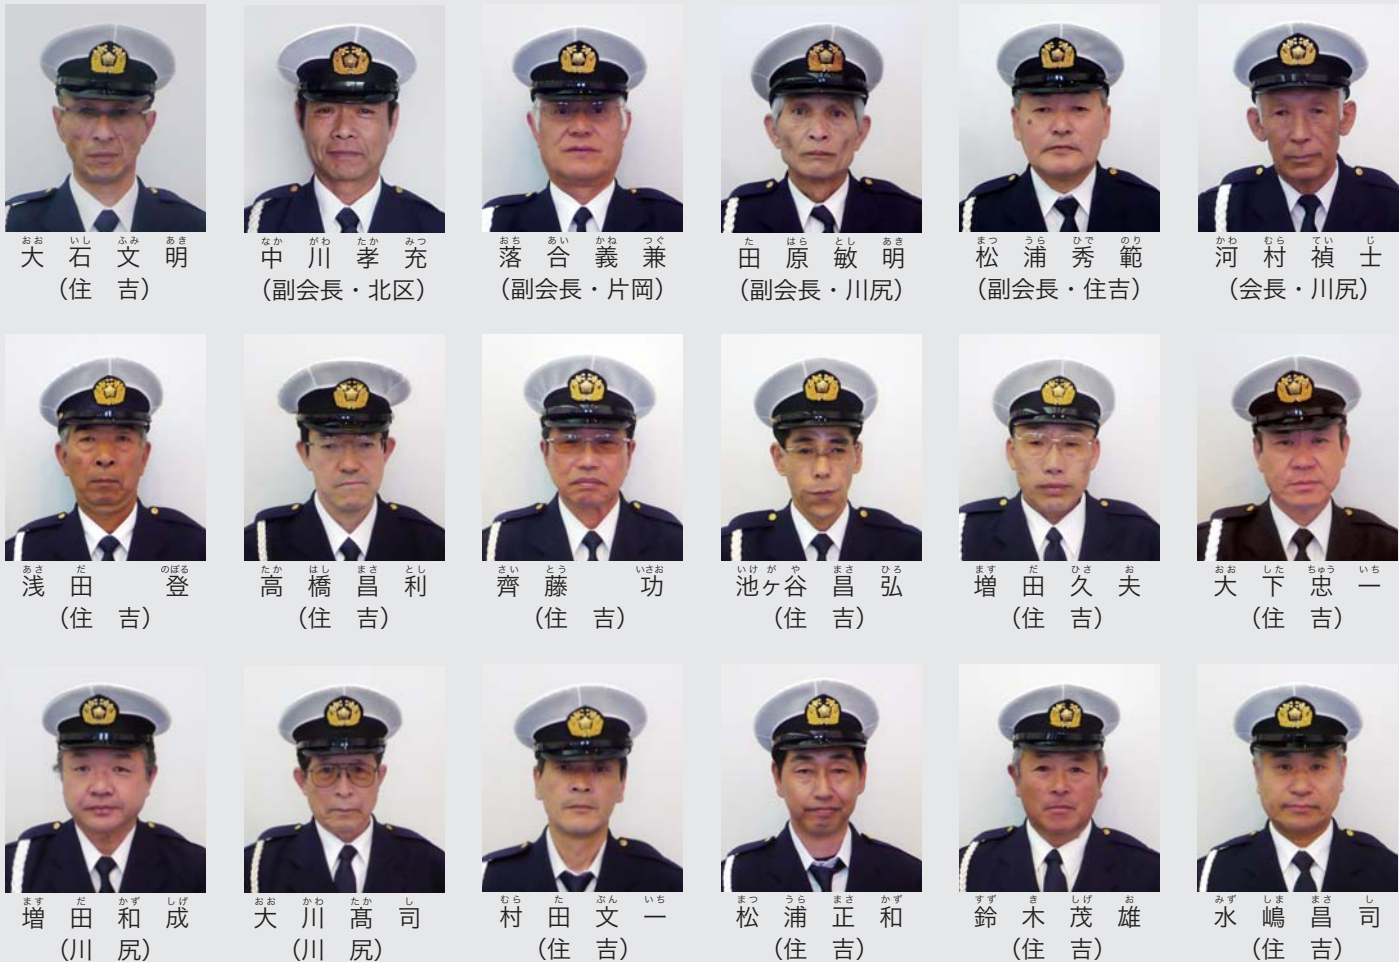 おお いし ふみ あき
大 石 文 明
(住 吉)
なか がわ たか みつ
中 川 孝 充
(副会長・北区)
おち あい かね つぐ
落 合 義 兼
(副会長・片岡)
た はら とし あき
田 原 敏 明
(副会長・川尻)
まつ うら ひで のり
松 浦 秀 範
(副会長・住吉)
かわ むら てい じ
河 村 禎 士
(会長・川尻)
あさ だ のぼる
浅 田 登
(住 吉)
たか はし まさ とし
高 橋 昌 利
(住 吉)
さい とう いさお
齊 藤 功
(住 吉)
いけ が や まさ ひろ
池ヶ谷 昌 弘
(住 吉)
ます だ ひさ お
増 田 久 夫
(住 吉)
おお した ちゅう いち
大 下 忠 一
(住 吉)
ます だ かず しげ
増 田 和 成
(川 尻)
おお かわ たか し
大 川 髙 司
(川 尻)
むら た ぶん いち
村 田 文 一
(住 吉)
まつ うら まさ かず
松 浦 正 和
(住 吉)
すず き しげ お
鈴 木 茂 雄
(住 吉)
みず しま まさ し
水 嶋 昌 司
(住 吉)